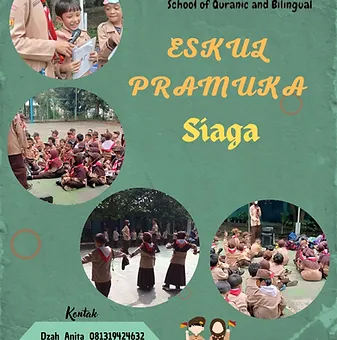 School of Quranic and Bilingual
ESKUL
PRAMUKA
Siaga
Kontak
Dzah Anita 081319424632